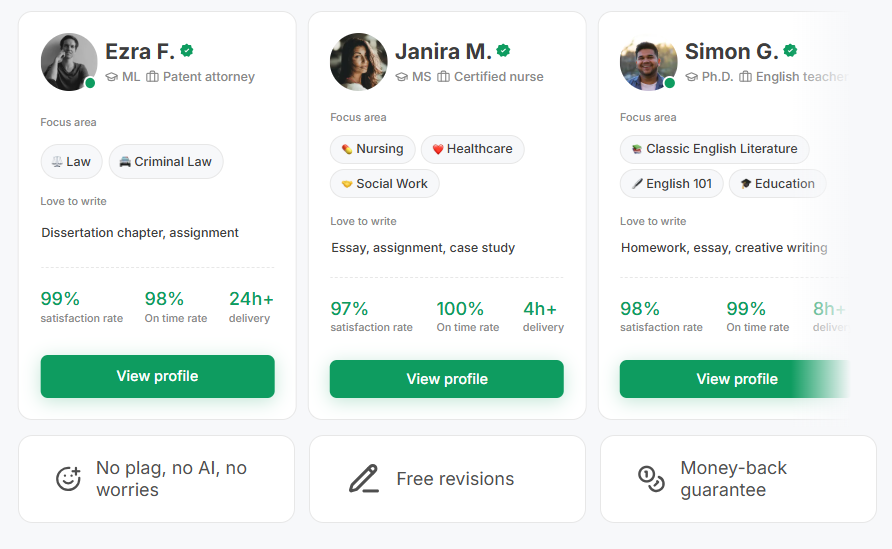 Ezra F.
ML Patent attorney
Focus area
Law
Criminal Law
Love to write
Dissertation chapter, assignment
99%
satisfaction rate
98%
On time rate
24h+
delivery
View profile
Janira M.
MS Certified nurse
Focus area
Nursing
Healthcare
Social Work
Love to write
Essay, assignment, case study
97%
satisfaction rate
100%
On time rate
4h+
delivery
View profile
Simon G.
Ph.D. English teacher
Focus area
Classic English Literature
English 101
Education
Love to write
Homework, essay, creative writing
98%
satisfaction rate
99%
On time rate
8h+
delivery
View profile
No plag, no AI, no
worries
Free revisions
Money-back
guarantee